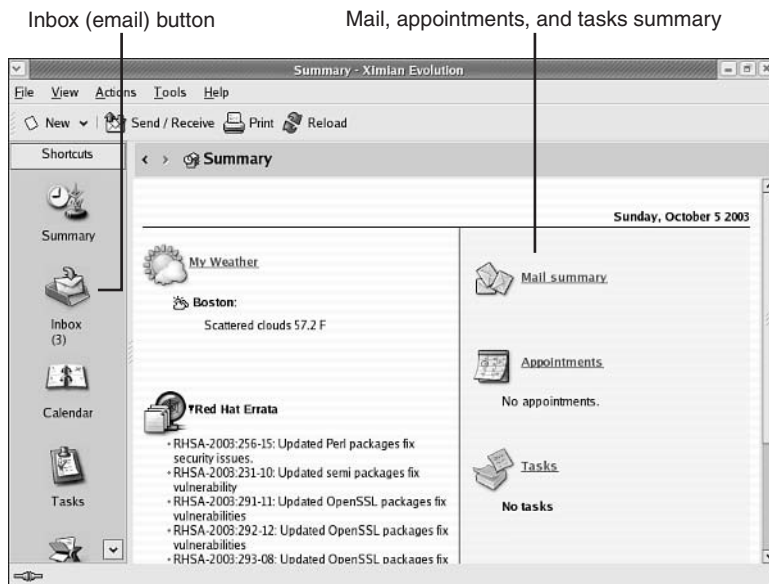 Inbox (email) button
Mail, appointments, and tasks summary
Summary - Ximian Evolution
File View Actions Tools Help
New Send / Receive Print Reload
Shortcuts
Summary
Sunday, October 5 2003
Summary
My Weather
Boston:
Scattered clouds 57.2 F
Mail summary
Inbox
(3)
Appointments
No appointments.
Calendar
Red Hat Errata
RHSA-2003:256-15: Updated Perl packages fix
security issues.
RHSA-2003:231-10: Updated semi packages fix
vulnerability
RHSA-2003:291-11: Updated OpenSSL packages fix
vulnerabilities
RHSA-2003:292-12: Updated OpenSSL packages fix
vulnerabilities
RHSA-2003:293-08: Updated OpenSSL packages fix
Tasks
No tasks
Tasks